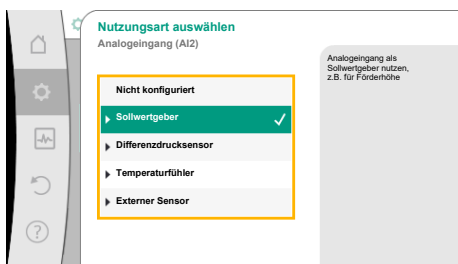 Nutzungsart auswählen
Analogeingang (AI2)
Nicht konfiguriert
Sollwertgeber
Differenzdrucksensor
Temperaturfühler
Externer Sensor
Analogeingang als
Sollwertgeber nutzen,
z.B. für Förderhöhe
?